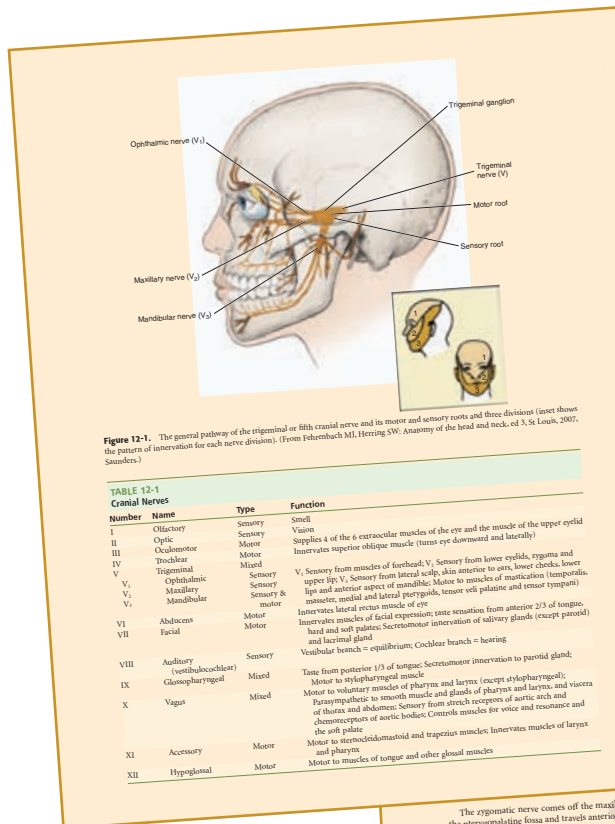 Trigeminal ganglion
Ophthalmic nerve (V1)
Trigeminal
nerve (V)
Motor root
Sensory root
Maxillary nerve (V2)
Mandibular nerve (V3)
1
2
3
1
2
3
Figure 12-1. The general pathway of the trigeminal or fifth cranial nerve and its motor and sensory roots and three divisions (inset shows
the pattern of innervation for each nerve division). (From Fehrenbach MJ, Herring SW: Anatomy of the head and neck, ed 3, St Louis, 2007,
Saunders.)
TABLE 12-1
Cranial Nerves
Number Name Type Function
I Olfactory Sensory Smell
II Optic Sensory Vision
III Oculomotor Motor Supplies 4 of the 6 extraocular muscles of the eye and the muscle of the upper eyelid
IV Trochlear Motor Innervates superior oblique muscle (turns eye downward and laterally)
V Trigeminal Mixed
V1 Ophthalmic Sensory V1 Sensory from muscles of forehead; V2 Sensory from lower eyelids, zygoma and
V2 Maxillary Sensory upper lip; V3 Sensory from lateral scalp, skin anterior to ears, lower cheeks, lower
V3 Mandibular Sensory & lips and anterior aspect of mandible; Motor to muscles of mastication (temporalis,
motor masseter, medial and lateral pterygoids, tensor veli palatine and tensor tympani)
VI Abducens Motor Innervates lateral rectus muscle of eye
VII Facial Motor Innervates muscles of facial expression; taste sensation from anterior 2/3 of tongue,
hard and soft palates; Secretomotor innervation of salivary glands (except parotid)
and lacrimal gland
VIII Auditory Sensory Vestibular branch = equilibrium; Cochlear branch = hearing
(vestibulocochlear)
IX Glossopharyngeal Mixed Taste from posterior 1/3 of tongue; Secretomotor innervation to parotid gland;
Motor to stylopharyngeal muscle
X Vagus Mixed Motor to voluntary muscles of pharynx and larynx (except stylopharyngeal);
Parasympathetic to smooth muscle and glands of pharynx and larynx, and viscera
of thorax and abdomen; Sensory from stretch receptors of aortic arch and
chemoreceptors of aortic bodies; Controls muscles for voice and resonance and
the soft palate
XI Accessory Motor Motor to sternocleidomastoid and trapezius muscles; Innervates muscles of larynx
and pharynx
XII Hypoglossal Motor Motor to muscles of tongue and other glossal muscles
The zygomatic nerve comes off the
the pterygopalatine fossa and travels